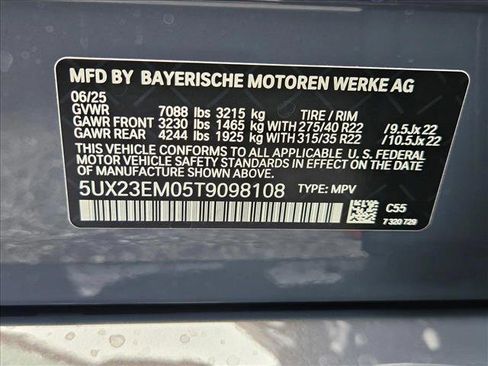 MFD BY BAYERISCHE MOTOREN WERKE AG
06/25
GVWR 7088 lbs 3215 kg TIRE / RIM
GAWR FRONT 3230 lbs 1465 kg WITH 275/40 R22 /9.5Jx22
GAWR REAR 4244 lbs 1925 kg WITH 315/35 R22 /10.5Jx22
THIS VEHICLE CONFORMS TO ALL APPLICABLE U.S. FEDERAL
MOTOR VEHICLE SAFETY STANDARDS IN EFFECT ON THE DATE OF
MANUFACTURE SHOWN ABOVE.
5UX23EM05T9098108 TYPE: MPV
C55
7 320 729